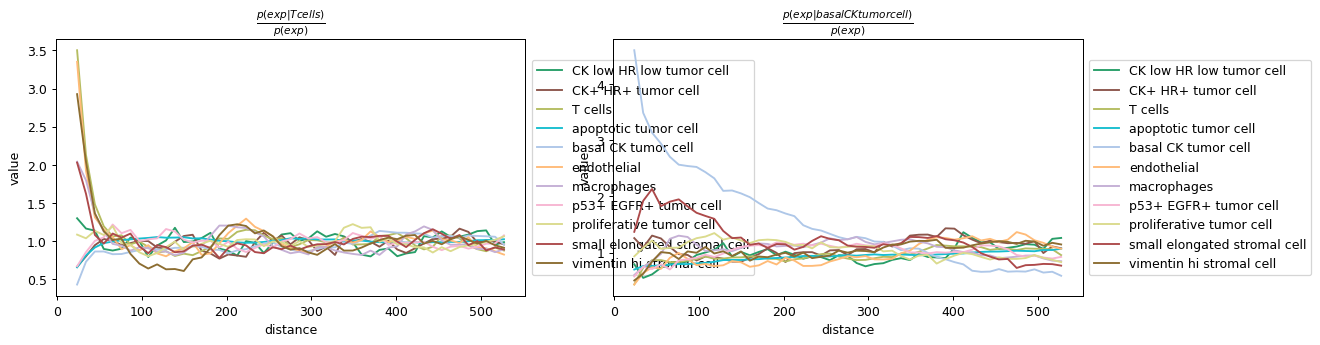 p(exp|Tcells)
p(exp)
p(exp|basalCKtumorcell)
p(exp)
3.5
3.0
2.5
2.0
1.5
1.0
0.5
value
0
100
200
300
400
500
distance
CK low HR low tumor cell
CK+ HR+ tumor cell
T cells
apoptotic tumor cell
basal CK tumor cell
endothelial
macrophages
p53+ EGFR+ tumor cell
proliferative tumor cell
small elongated stromal cell
vimentin hi stromal cell
4
3
2
1
value
0
100
200
300
400
500
distance
CK low HR low tumor cell
CK+ HR+ tumor cell
T cells
apoptotic tumor cell
basal CK tumor cell
endothelial
macrophages
p53+ EGFR+ tumor cell
proliferative tumor cell
small elongated stromal cell
vimentin hi stromal cell